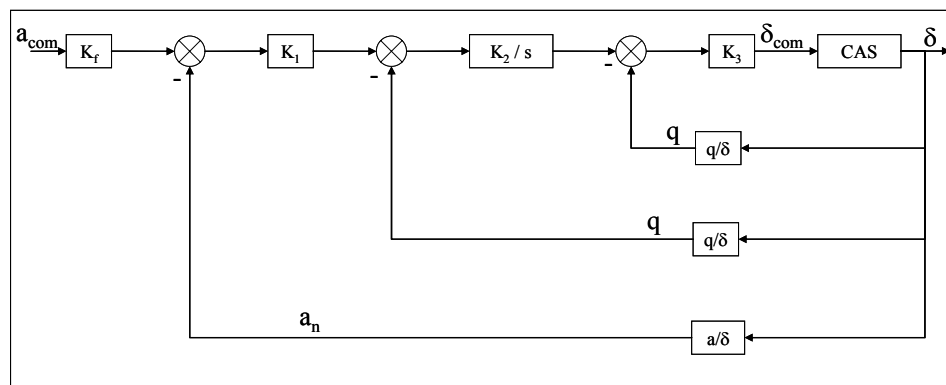 a_com
K_f
-
K_1
-
K_2 / s
-
K_3
δ_com
CAS
δ
q
q/δ
q
q/δ
a_n
a/δ